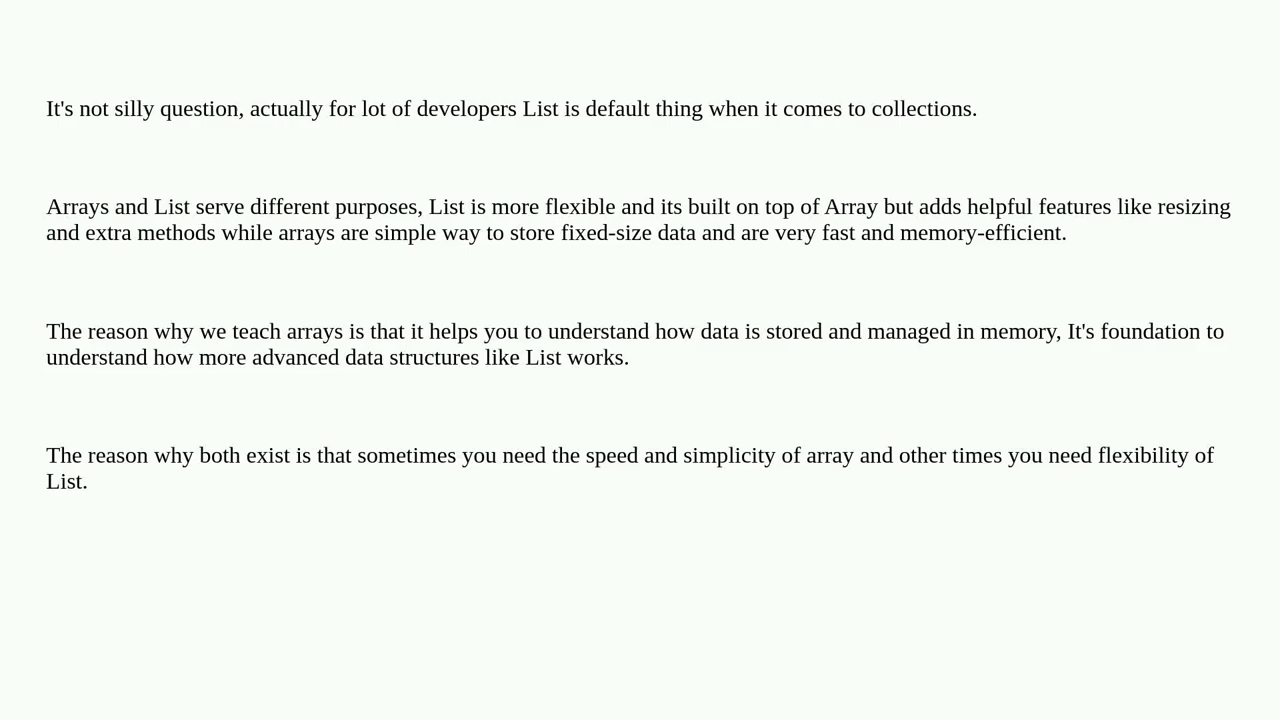 It's not silly question, actually for lot of developers List is default thing when it comes to collections.
Arrays and List serve different purposes, List is more flexible and its built on top of Array but adds helpful features like resizing
and extra methods while arrays are simple way to store fixed-size data and are very fast and memory-efficient.
The reason why we teach arrays is that it helps you to understand how data is stored and managed in memory, It's foundation to
understand how more advanced data structures like List works.
The reason why both exist is that sometimes you need the speed and simplicity of array and other times you need flexibility of
List.